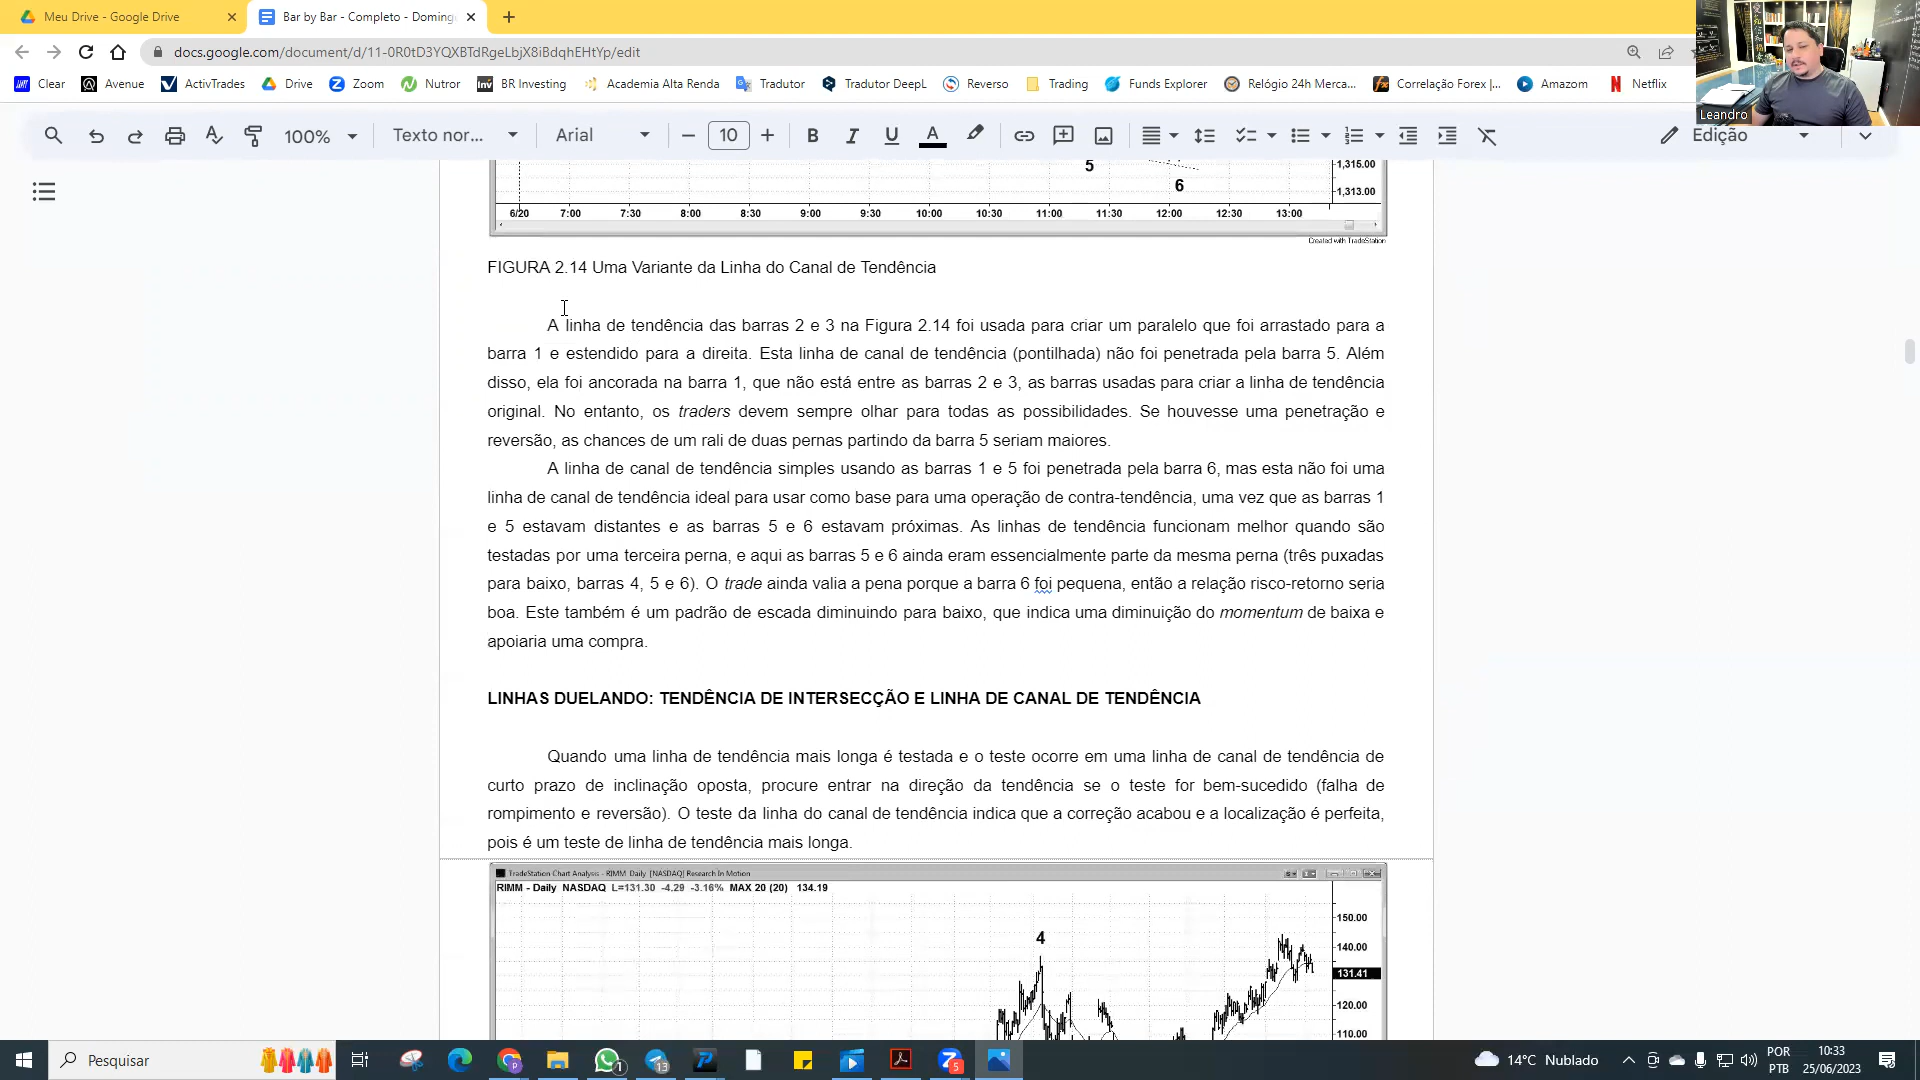 Meu Drive - Google Drive
Bar by Bar - Completo - Doming
docs.google.com/document/d/11-0R0tD3YQXBTdRgeLbjX8iBdqhEHtYp/edit
Clear Avenue ActivTrades Drive Zoom Nutror BR Investing Academia Alta Renda Tradutor Tradutor DeepL Reverso Trading Funds Explorer Relógio 24h Merca... Correlação Forex |... Amazom Netflix
Leandro
100% Texto nor... Arial 10 Edição
5
6
1,315.00
1,313.00
6/20 7:00 7:30 8:00 8:30 9:00 9:30 10:00 10:30 11:00 11:30 12:00 12:30 13:00
Created with TradeStation
FIGURA 2.14 Uma Variante da Linha do Canal de Tendência
A linha de tendência das barras 2 e 3 na Figura 2.14 foi usada para criar um paralelo que foi arrastado para a
barra 1 e estendido para a direita. Esta linha de canal de tendência (pontilhada) não foi penetrada pela barra 5. Além
disso, ela foi ancorada na barra 1, que não está entre as barras 2 e 3, as barras usadas para criar a linha de tendência
original. No entanto, os traders devem sempre olhar para todas as possibilidades. Se houvesse uma penetração e
reversão, as chances de um rali de duas pernas partindo da barra 5 seriam maiores.
A linha de canal de tendência simples usando as barras 1 e 5 foi penetrada pela barra 6, mas esta não foi uma
linha de canal de tendência ideal para usar como base para uma operação de contra-tendência, uma vez que as barras 1
e 5 estavam distantes e as barras 5 e 6 estavam próximas. As linhas de tendência funcionam melhor quando são
testadas por uma terceira perna, e aqui as barras 5 e 6 ainda eram essencialmente parte da mesma perna (três puxadas
para baixo, barras 4, 5 e 6). O trade ainda valia a pena porque a barra 6 foi pequena, então a relação risco-retorno seria
boa. Este também é um padrão de escada diminuindo para baixo, que indica uma diminuição do momentum de baixa e
apoiaria uma compra.
LINHAS DUELANDO: TENDÊNCIA DE INTERSECÇÃO E LINHA DE CANAL DE TENDÊNCIA
Quando uma linha de tendência mais longa é testada e o teste ocorre em uma linha de canal de tendência de
curto prazo de inclinação oposta, procure entrar na direção da tendência se o teste for bem-sucedido (falha de
rompimento e reversão). O teste da linha do canal de tendência indica que a correção acabou e a localização é perfeita,
pois é um teste de linha de tendência mais longa.
TradeStation Chart Analysis - RIMM Daily [NASDAQ] Research In Motion
RIMM - Daily NASDAQ L=131.30 -4.29 -3.16% MAX 20 (20) 134.19
4
150.00
140.00
131.41
120.00
110.00
Pesquisar
1
13
5
14°C Nublado
POR
PTB
10:33
25/06/2023